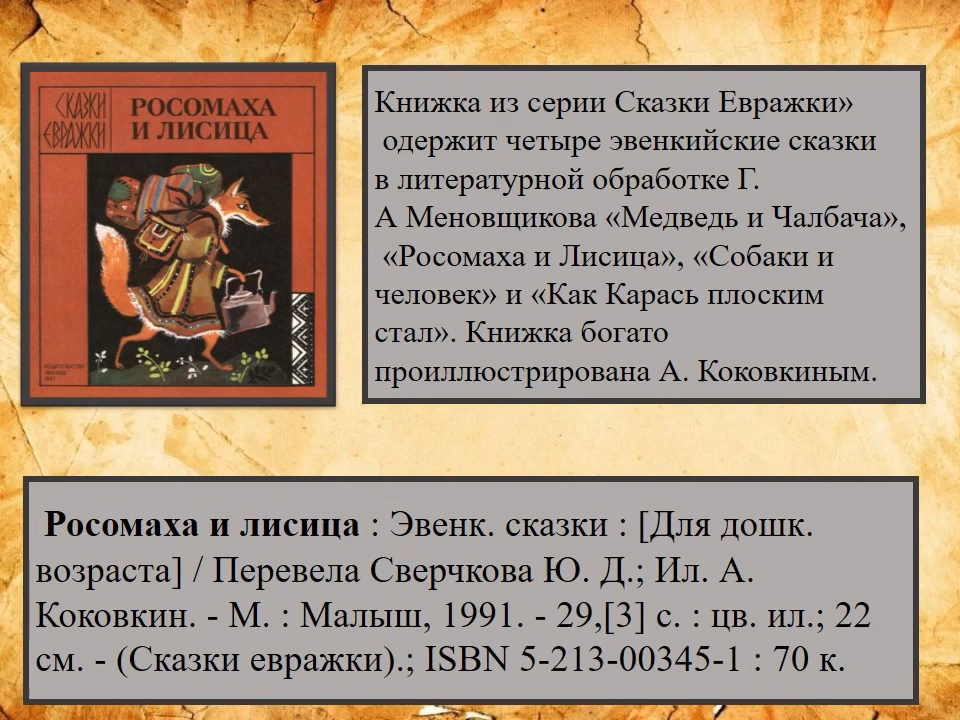 СКАЗКИ
ЕВРАЖКИ
РОСОМАХА
И ЛИСИЦА
ИЗДАТЕЛЬСТВО
Книжка из серии Сказки Евражки»
одержит четыре эвенкийские сказки
в литературной обработке Г.
А Меновщикова «Медведь и Чалбача»,
«Росомаха и Лисица», «Собаки и
человек» и «Как Карась плоским
стал». Книжка богато
проиллюстрирована А. Коковкиным.
Росомаха и лисица : Эвенк. сказки : [Для дошк.
возраста] / Перевела Сверчкова Ю. Д.; Ил. А.
Коковкин. - М. : Малыш, 1991. - 29,[3] с. : цв. ил.; 22
см. - (Сказки евражки).; ISBN 5-213-00345-1 : 70 к.